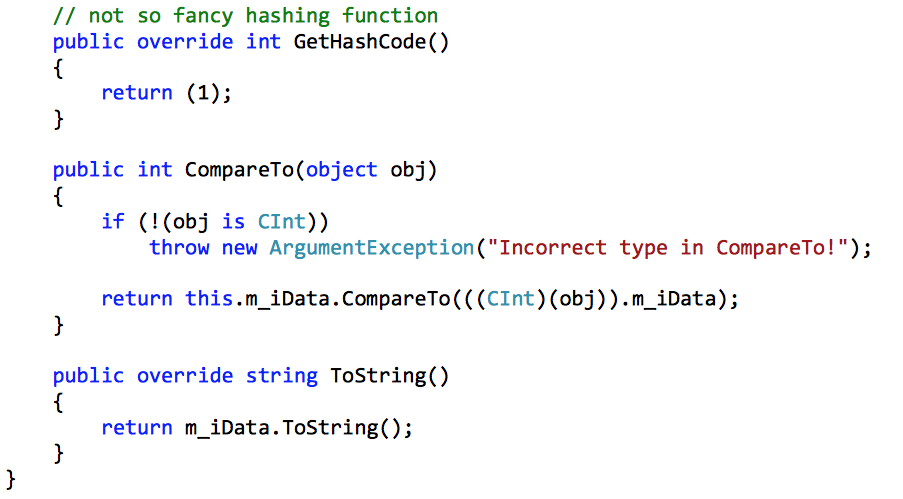 // not so fancy hashing function
public override int GetHashCode()
{
return (1);
}
public int CompareTo(object obj)
{
if (!(obj is CInt))
throw new ArgumentException("Incorrect type in CompareTo!");
return this.m_iData.CompareTo(((CInt)(obj)).m_iData);
}
public override string ToString()
{
return m_iData.ToString();
}
}